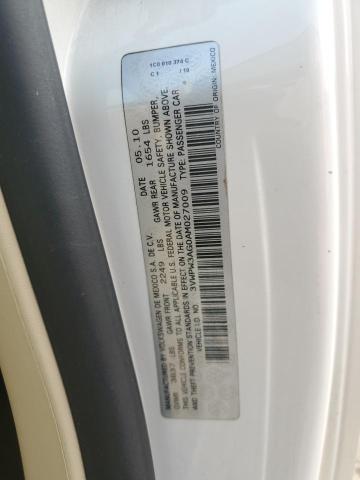 MANUFACTURED BY VOLKSWAGEN DE MEXICO S.A. DE C.V. DATE 05.10
GVWR LBS GAWR FRONT 2249 LBS GAWR REAR 1654 LBS
THIS VEHICLE CONFORMS TO ALL APPLICABLE U.S. FEDERAL MOTOR VEHICLE SAFETY, BUMPER,
AND THEFT PREVENTION STANDARDS IN EFFECT ON THE DATE OF MANUFACTURE SHOWN ABOVE
VEHICLE I.D. NO: 3VWPW3AG0AM027009 TYPE: PASSENGER CAR
1C0 010 374 C
C 1 / 10
COUNTRY OF ORIGIN: MEXICO